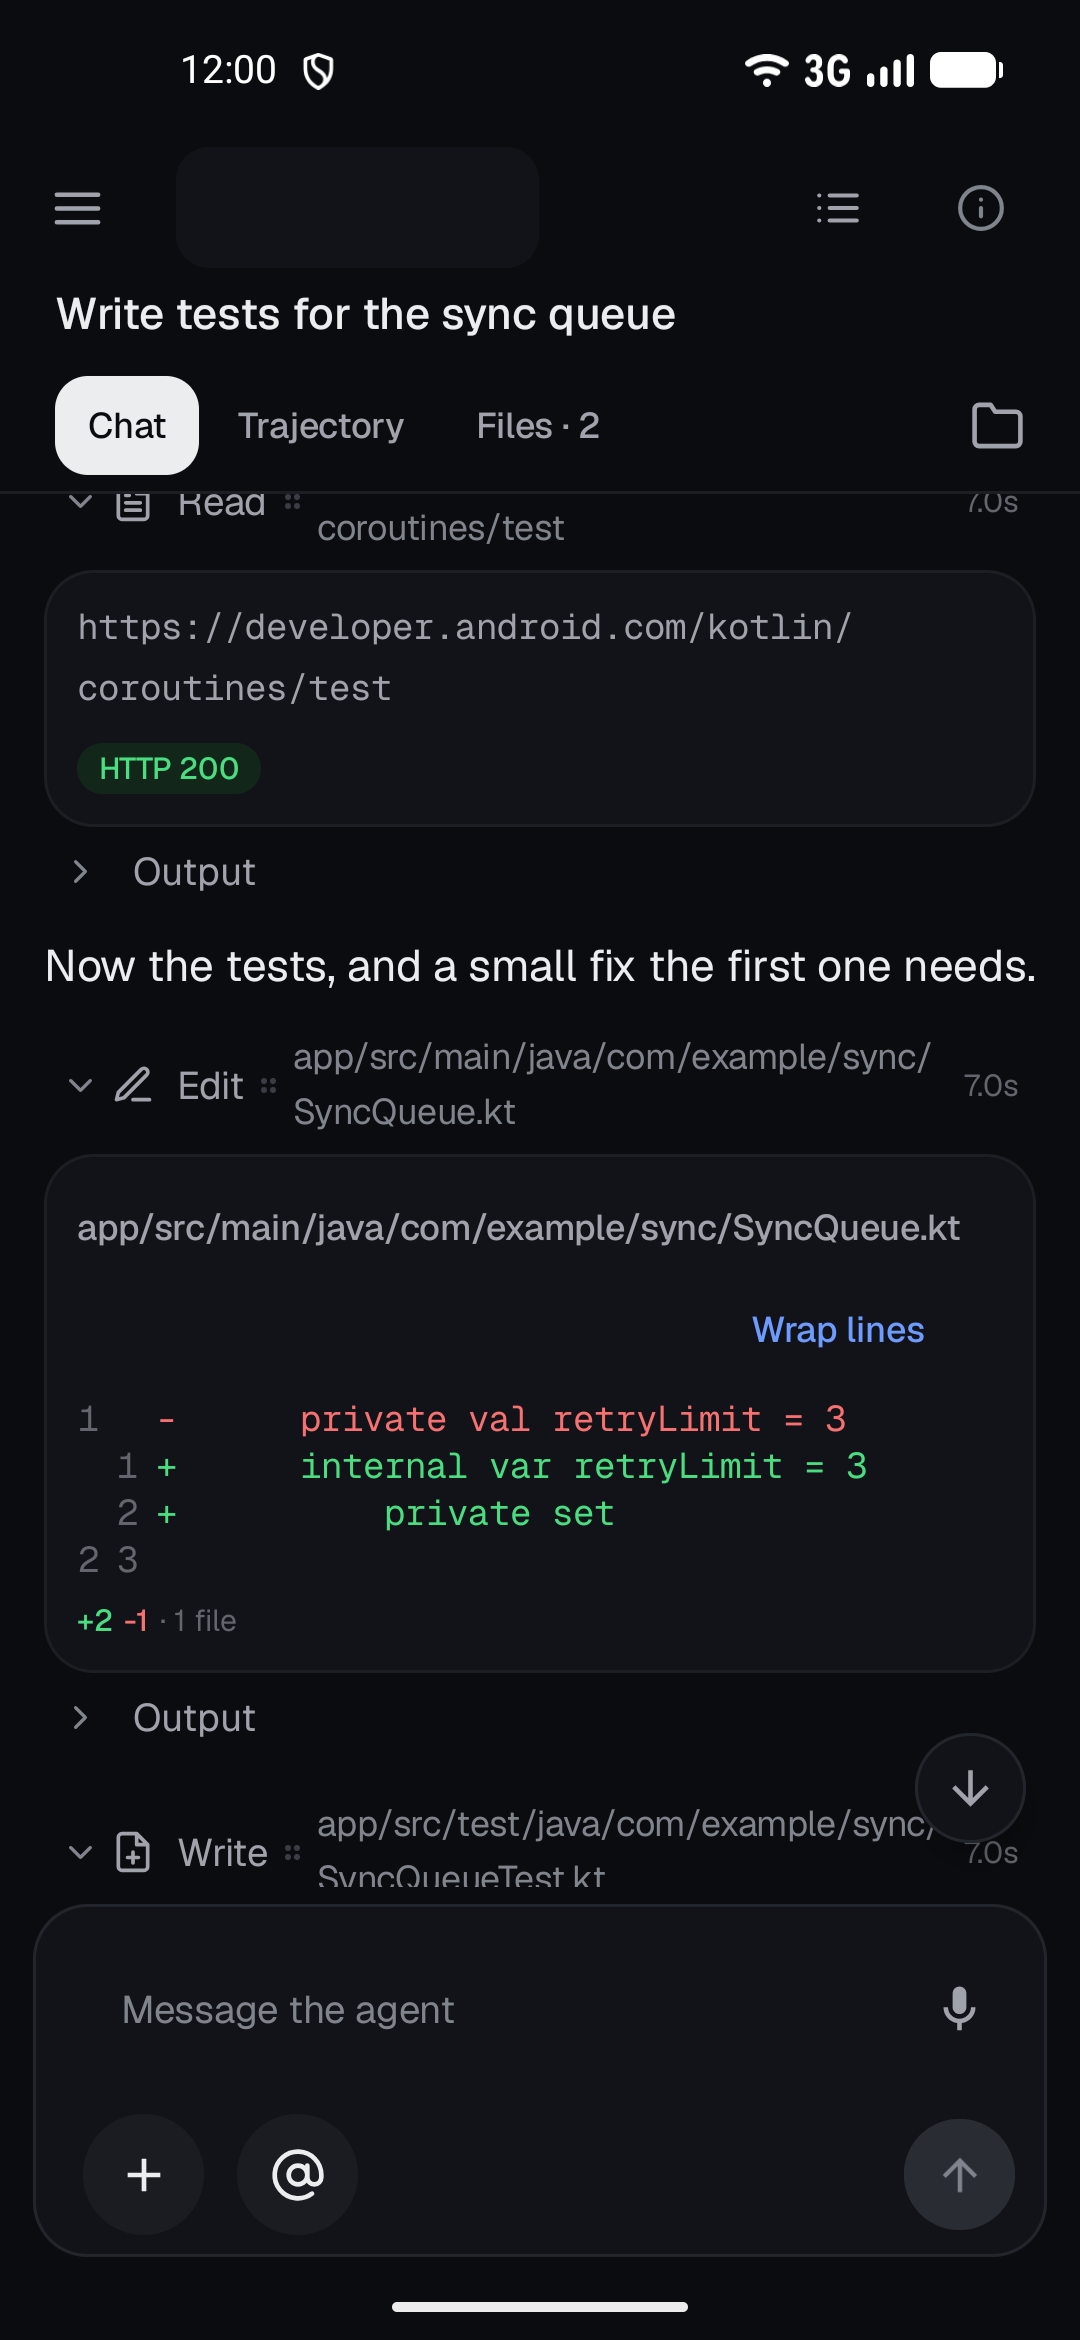 12:00
3G
Write tests for the sync queue
Chat
Trajectory
Files · 2
Read
coroutines/test
7.0s
https://developer.android.com/kotlin/
coroutines/test
HTTP 200
Output
Now the tests, and a small fix the first one needs.
Edit
app/src/main/java/com/example/sync/
SyncQueue.kt
7.0s
app/src/main/java/com/example/sync/SyncQueue.kt
Wrap lines
1 - private val retryLimit = 3
1 + internal var retryLimit = 3
2 + private set
2 3
+2 -1 · 1 file
Output
Write
app/src/test/java/com/example/sync/
SyncQueueTest.kt
7.0s
Message the agent